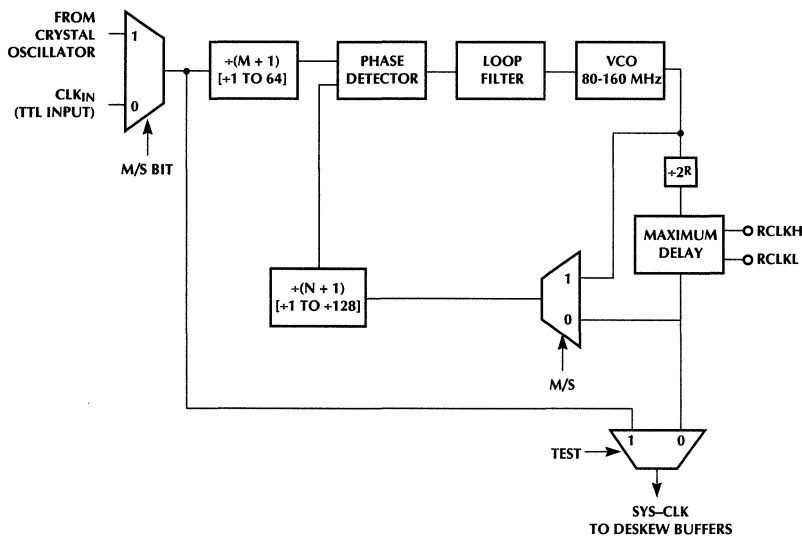 FROM
CRYSTAL
OSCILLATOR
1
CLKIN
(TTL INPUT)
0
M/S BIT
÷(M + 1)
[÷1 TO 64]
PHASE
DETECTOR
LOOP
FILTER
VCO
80-160 MHz
÷2R
MAXIMUM
DELAY
RCLKH
RCLKL
÷(N + 1)
[÷1 TO ÷128]
1
0
M/S
1 0
TEST
SYS–CLK
TO DESKEW BUFFERS